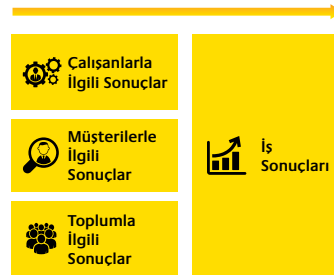 Çalışanlarla
İlgili Sonuçlar
Müşterilerle
İlgili
Sonuçlar
Toplumla
İlgili
Sonuçlar
İş
Sonuçları